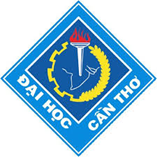 ĐẠI HỌC
CẦN THƠ